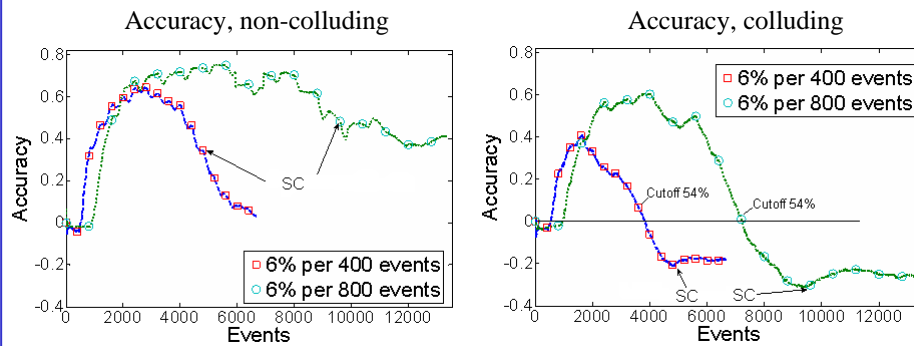 Accuracy, non-colluding
0.8
0.6
0.4
0.2
0
-0.2
-0.4
Accuracy
SC
6% per 400 events
6% per 800 events
0 2000 4000 6000 8000 10000 12000
Events
Accuracy, colluding
0.8
0.6
0.4
0.2
0
-0.2
-0.4
Accuracy
6% per 400 events
6% per 800 events
Cutoff 54%
Cutoff 54%
SC
SC
0 2000 4000 6000 8000 10000 12000
Events